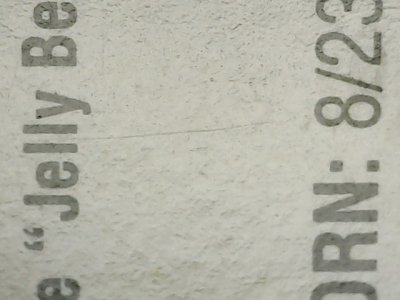 e “Jelly Be
ORN: 8/23